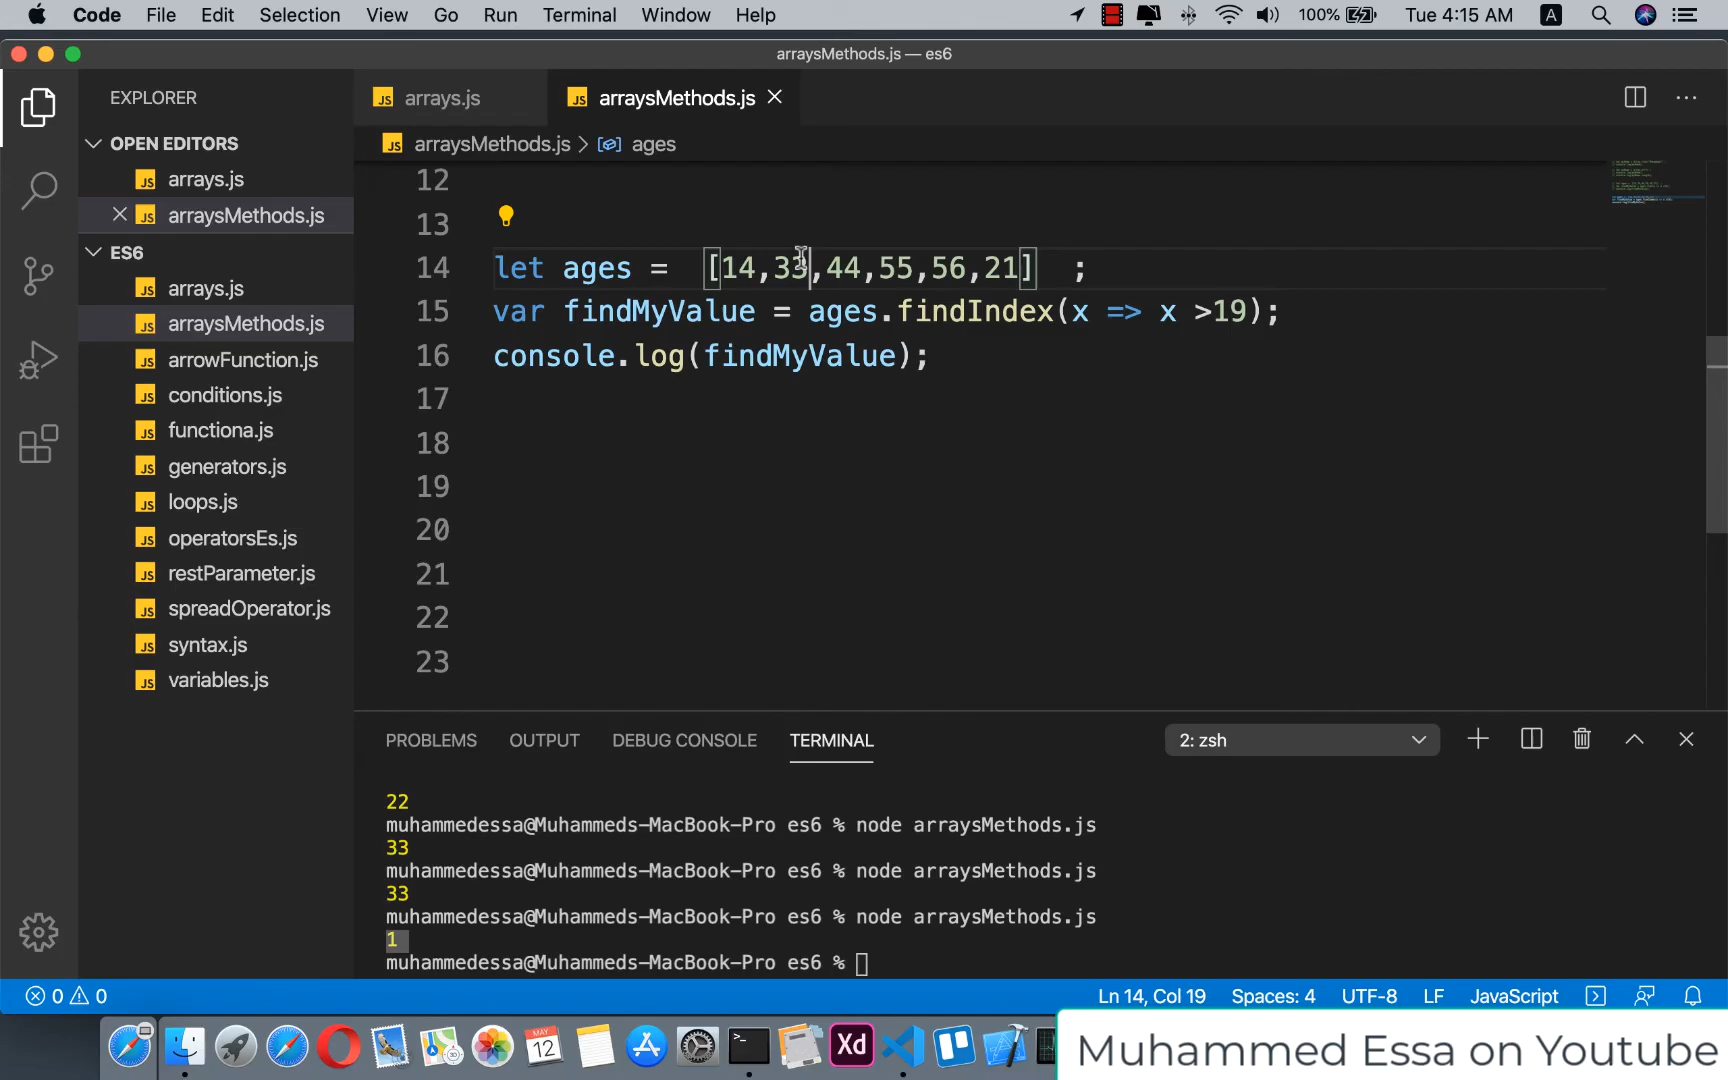 Code File Edit Selection View Go Run Terminal Window Help 100% Tue 4:15 AM A
arraysMethods.js — es6
EXPLORER
OPEN EDITORS
arrays.js
arraysMethods.js
ES6
arrays.js
arraysMethods.js
arrowFunction.js
conditions.js
functiona.js
generators.js
loops.js
operatorsEs.js
restParameter.js
spreadOperator.js
syntax.js
variables.js
JS arrays.js JS arraysMethods.js
JS arraysMethods.js > ages
12
13
14 let ages =  [14,33,44,55,56,21]  ;
15 var findMyValue = ages.findIndex(x => x >19);
16 console.log(findMyValue);
17
18
19
20
21
22
23
PROBLEMS OUTPUT DEBUG CONSOLE TERMINAL 2: zsh
22
muhammedessa@Muhammeds-MacBook-Pro es6 % node arraysMethods.js
33
muhammedessa@Muhammeds-MacBook-Pro es6 % node arraysMethods.js
33
muhammedessa@Muhammeds-MacBook-Pro es6 % node arraysMethods.js
1
muhammedessa@Muhammeds-MacBook-Pro es6 %
0 0 Ln 14, Col 19 Spaces: 4 UTF-8 LF JavaScript
MAY 12 Xd
Muhammed Essa on Youtube